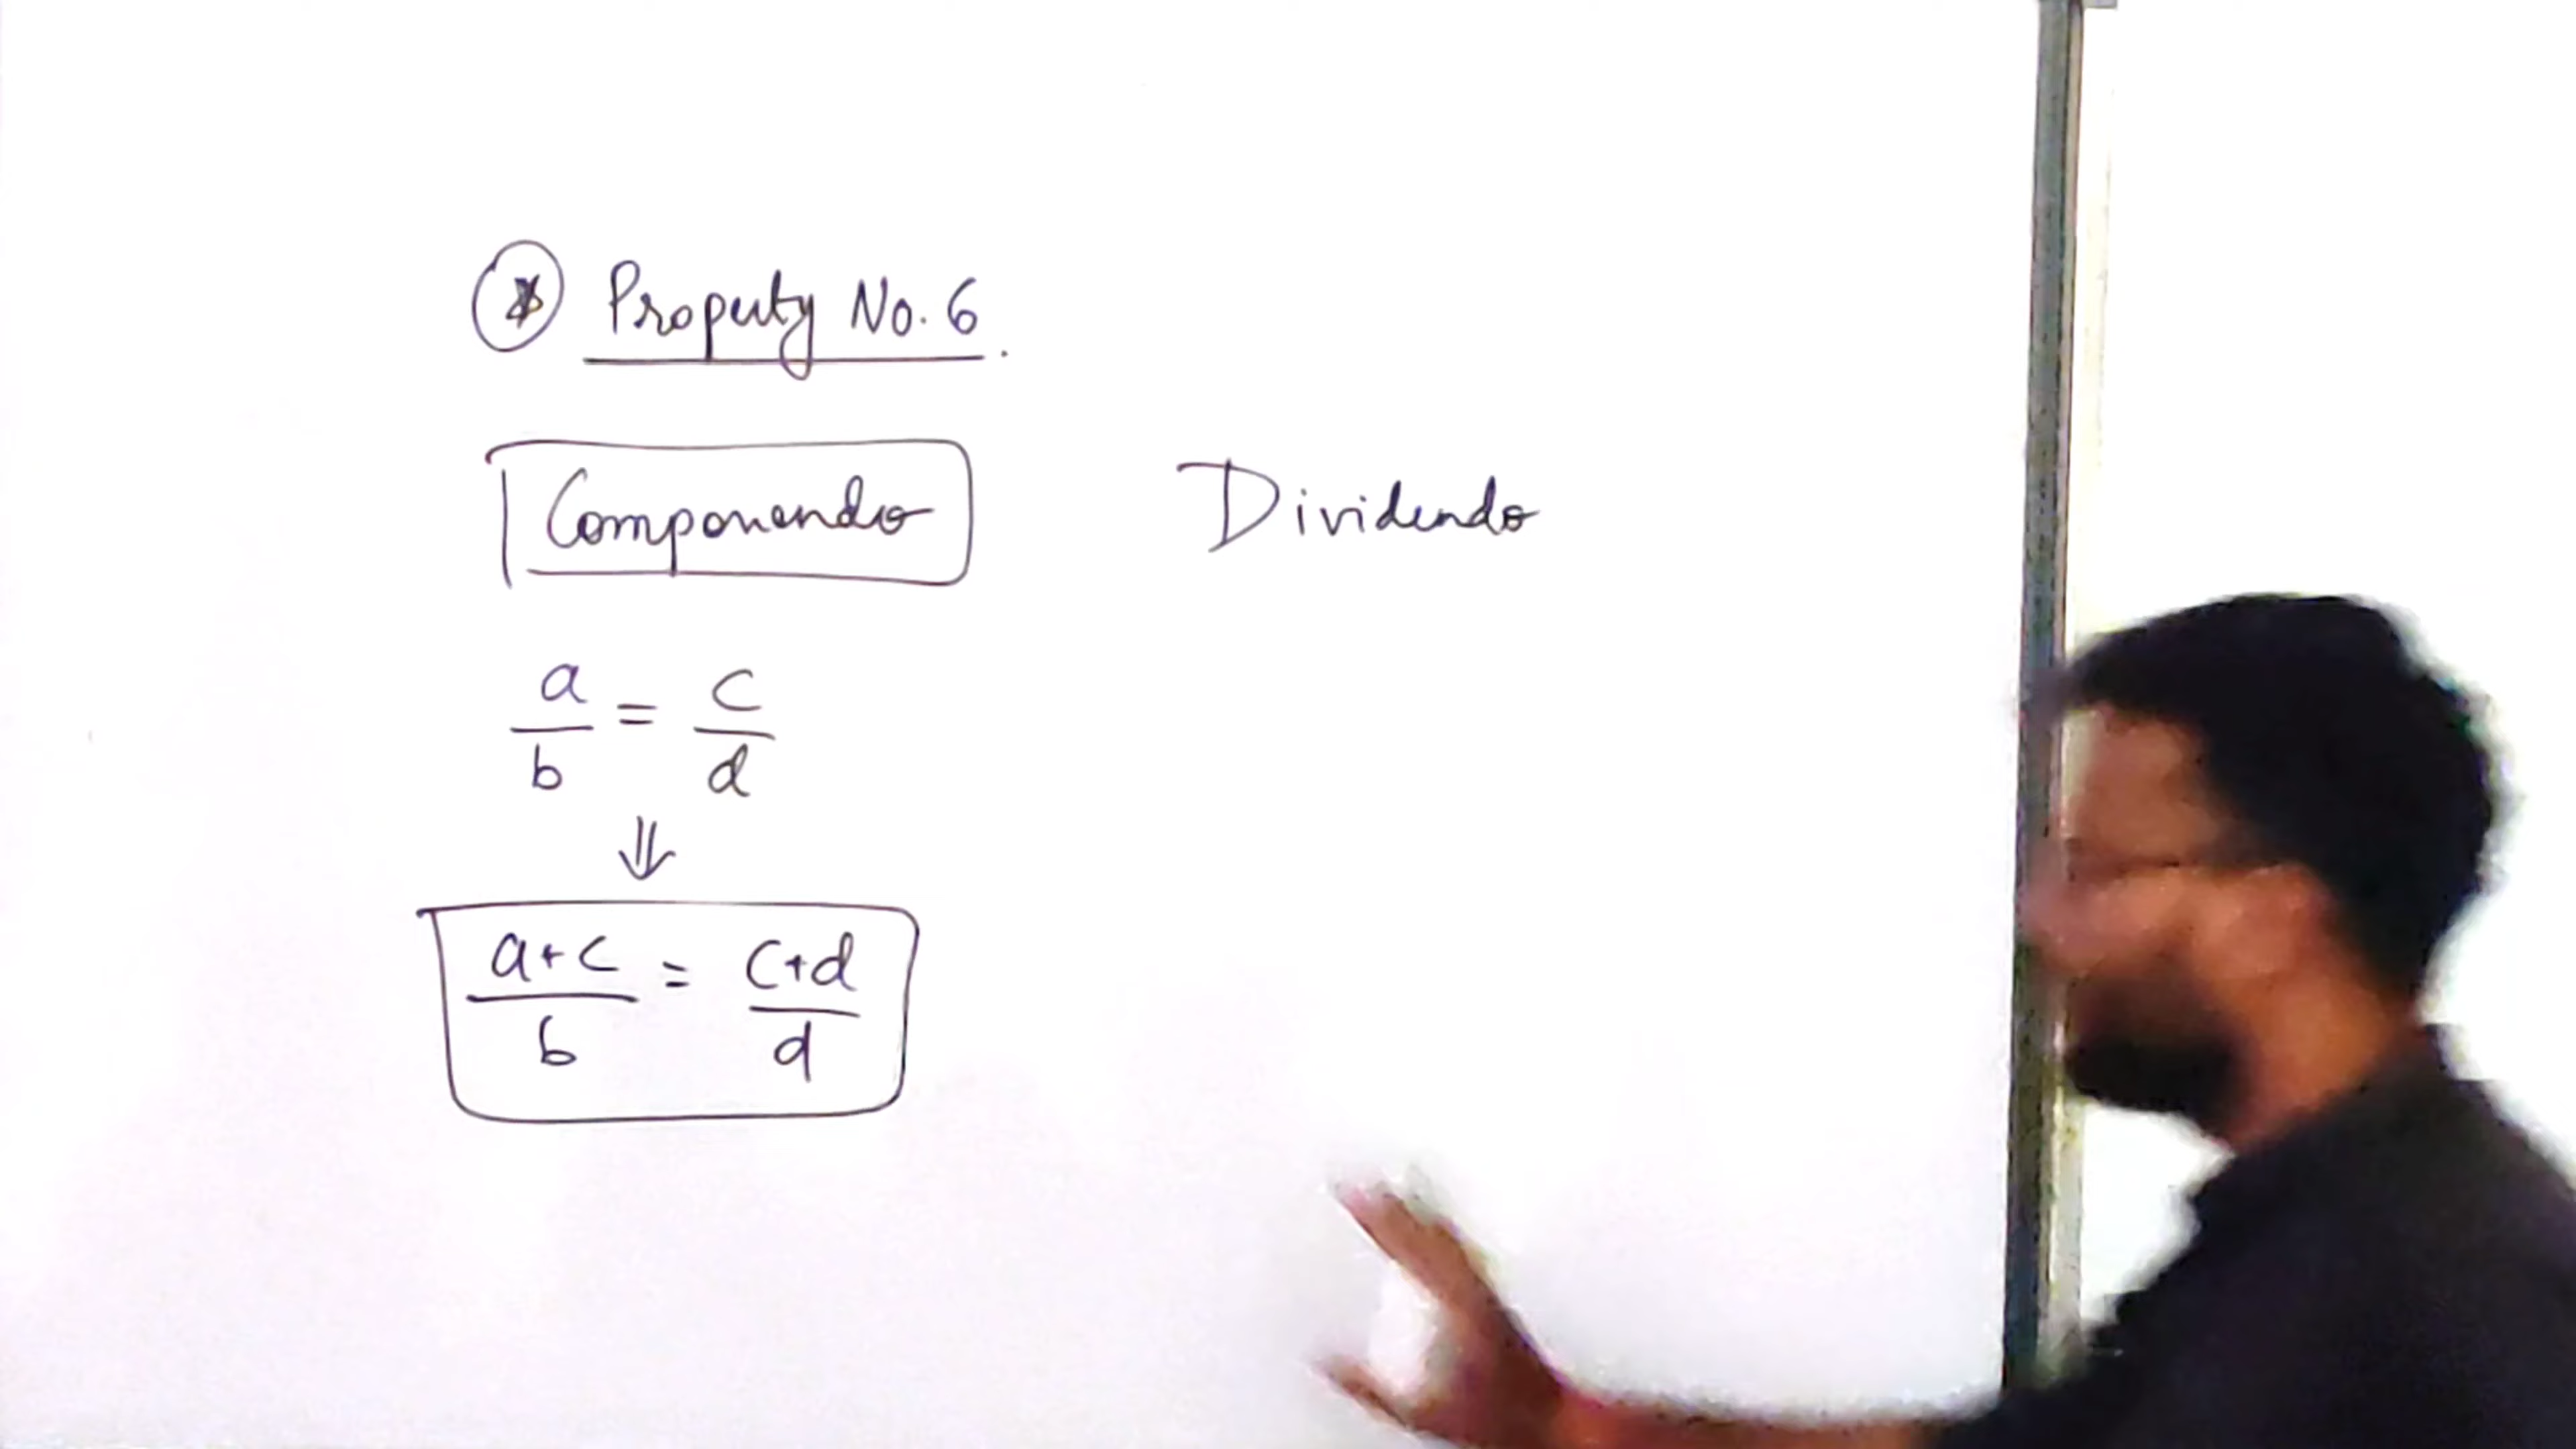 * Property No. 6.
Componendo Dividendo
a/b = c/d
⇓
a+c/b = c+d/d